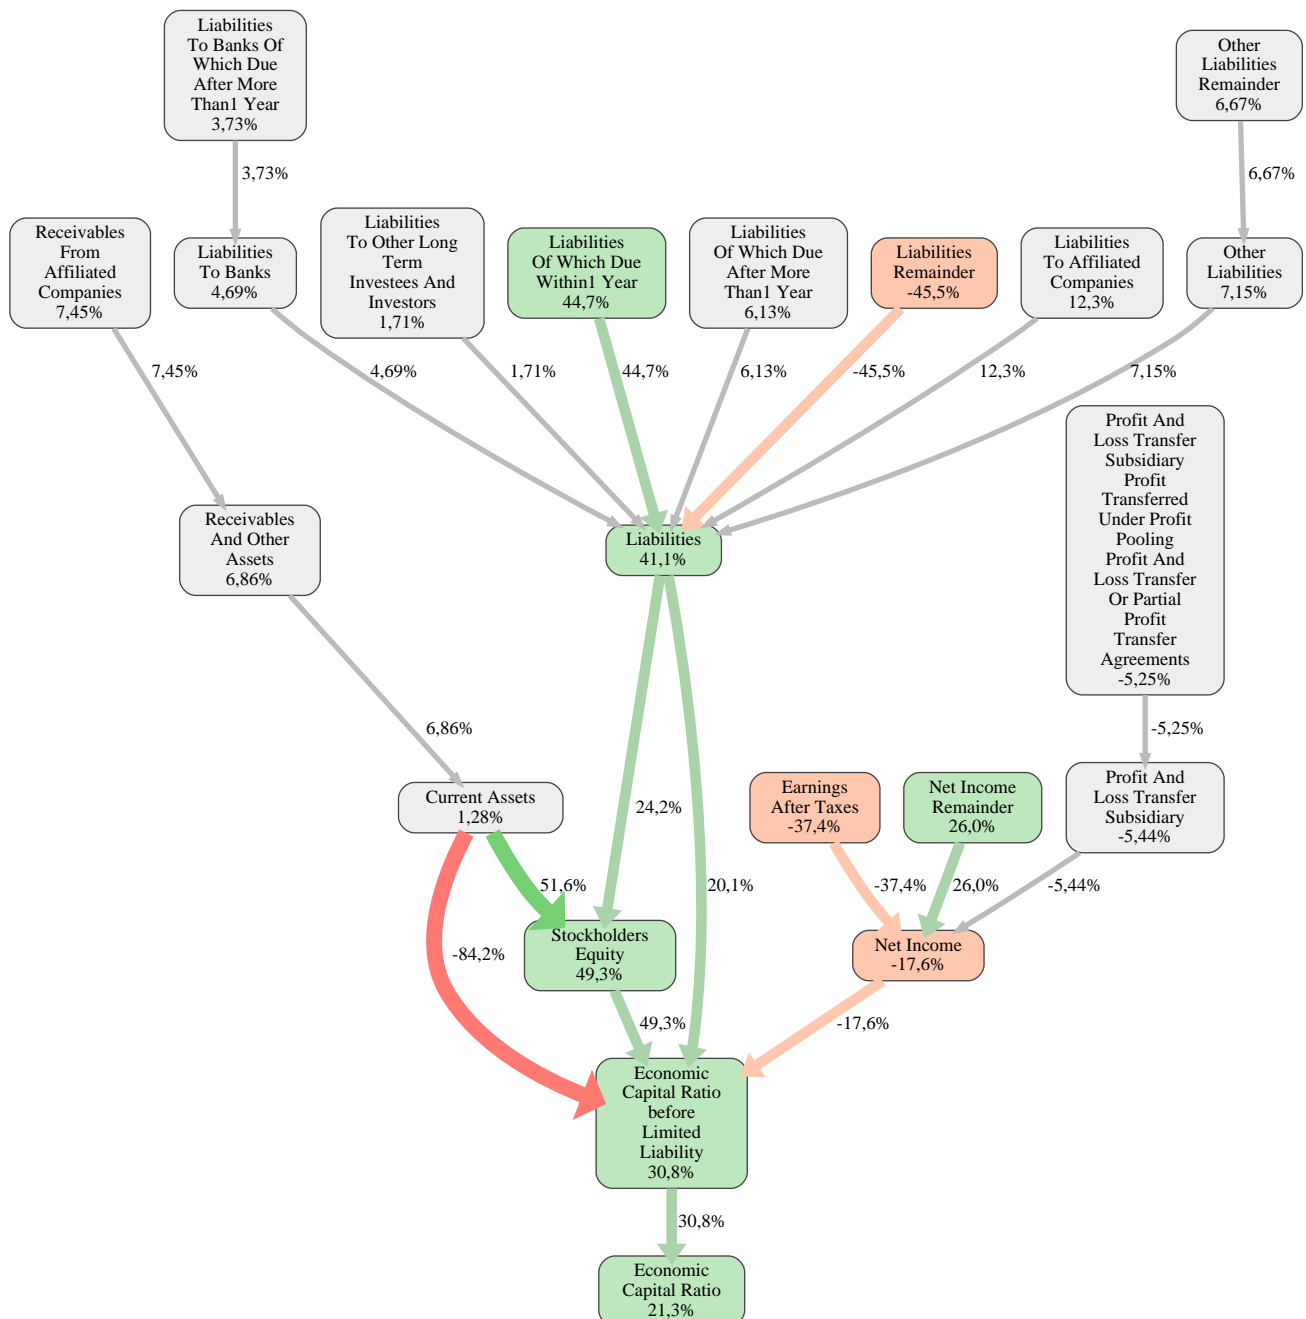 Liabilities
To Banks Of
Which Due
After More
Than1 Year
3,73%
Other
Liabilities
Remainder
6,67%
3,73%
6,67%
Receivables
From
Affiliated
Companies
7,45%
Liabilities
To Banks
4,69%
Liabilities
To Other Long
Term
Investees And
Investors
1,71%
Liabilities
Of Which Due
Within1 Year
44,7%
Liabilities
Of Which Due
After More
Than1 Year
6,13%
Liabilities
Remainder
-45,5%
Liabilities
To Affiliated
Companies
12,3%
Other
Liabilities
7,15%
7,45%
4,69%
1,71%
44,7%
6,13%
-45,5%
12,3%
7,15%
Profit And
Loss Transfer
Subsidiary
Profit
Transferred
Under Profit
Pooling
Profit And
Loss Transfer
Or Partial
Profit
Transfer
Agreements
-5,25%
Receivables
And Other
Assets
6,86%
Liabilities
41,1%
6,86%
-5,25%
Current Assets
1,28%
24,2%
Earnings
After Taxes
-37,4%
Net Income
Remainder
26,0%
Profit And
Loss Transfer
Subsidiary
-5,44%
51,6%
20,1%
-37,4%
26,0%
-5,44%
-84,2%
Stockholders
Equity
49,3%
Net Income
-17,6%
49,3%
-17,6%
Economic
Capital Ratio
before
Limited
Liability
30,8%
30,8%
Economic
Capital Ratio
21,3%